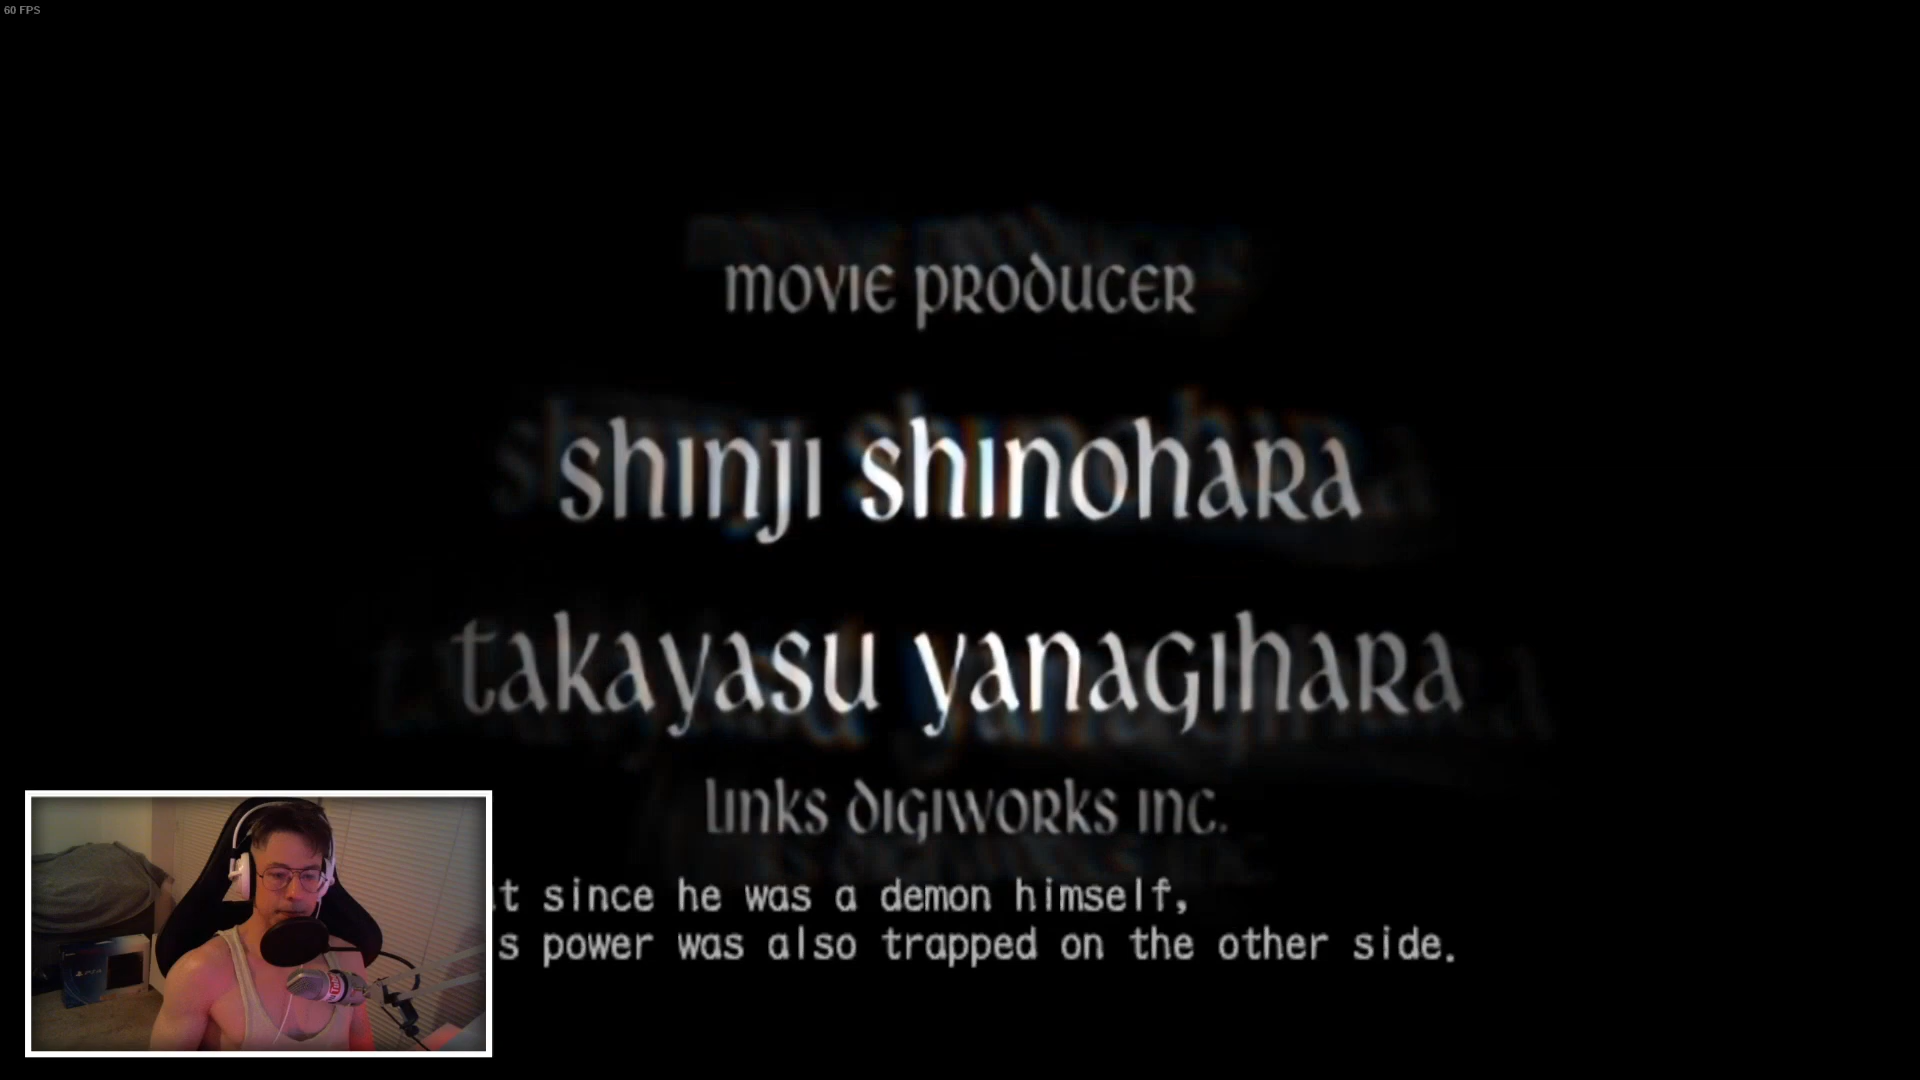 60 FPS
movie producer
shinji shinohara
takayasu yanagihara
links digiworks inc.
t since he was a demon himself,
s power was also trapped on the other side.